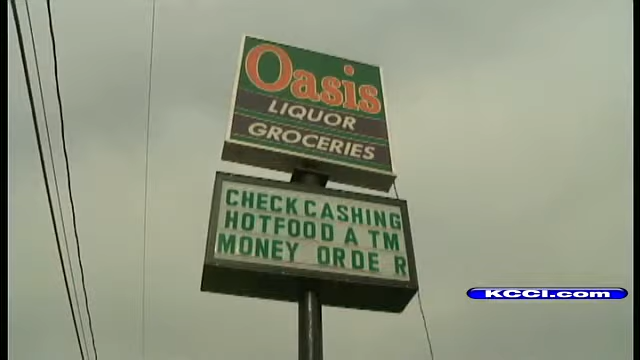 Oasis
LIQUOR
GROCERIES
CHECK CASHING
HOTFOOD A TM
MONEY ORDE R
KCCI.com